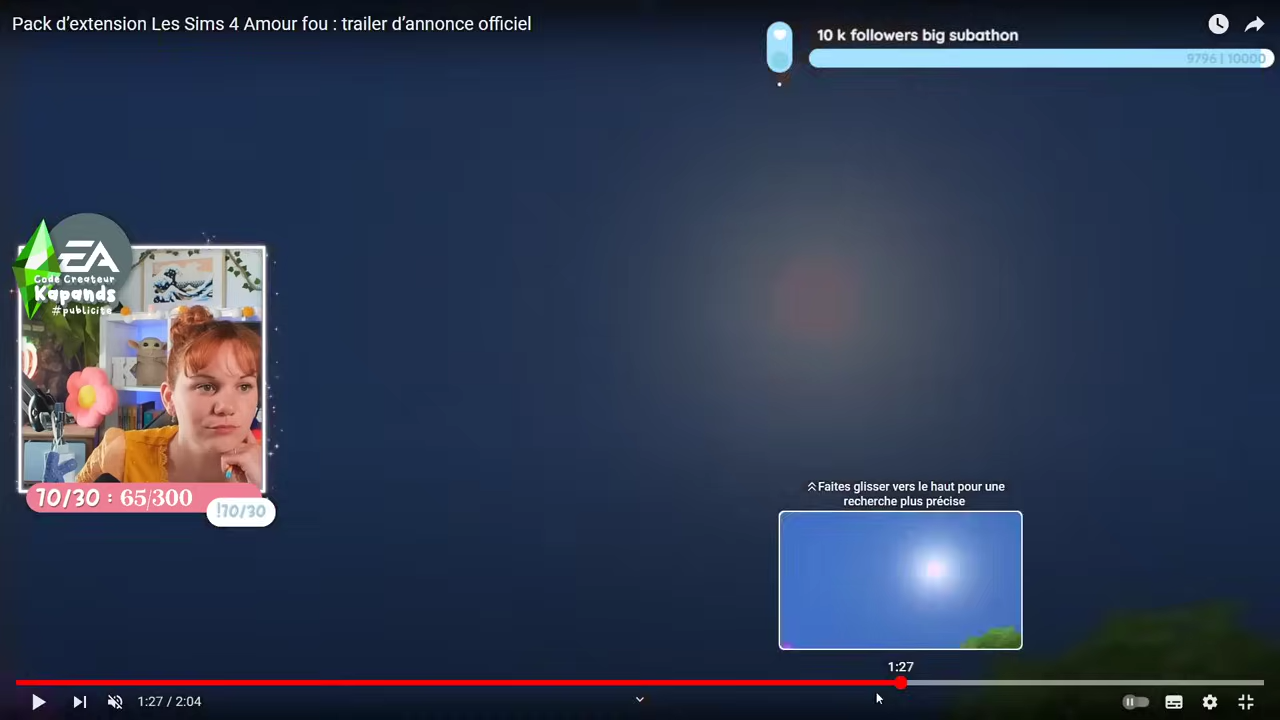 Pack d’extension Les Sims 4 Amour fou : trailer d’annonce officiel
10 k followers big subathon
9796 | 10000
EA
Code Createur
Kapands
#publicite
K
70/30 : 65/300
!70/30
Faites glisser vers le haut pour une
recherche plus précise
1:27
1:27 / 2:04